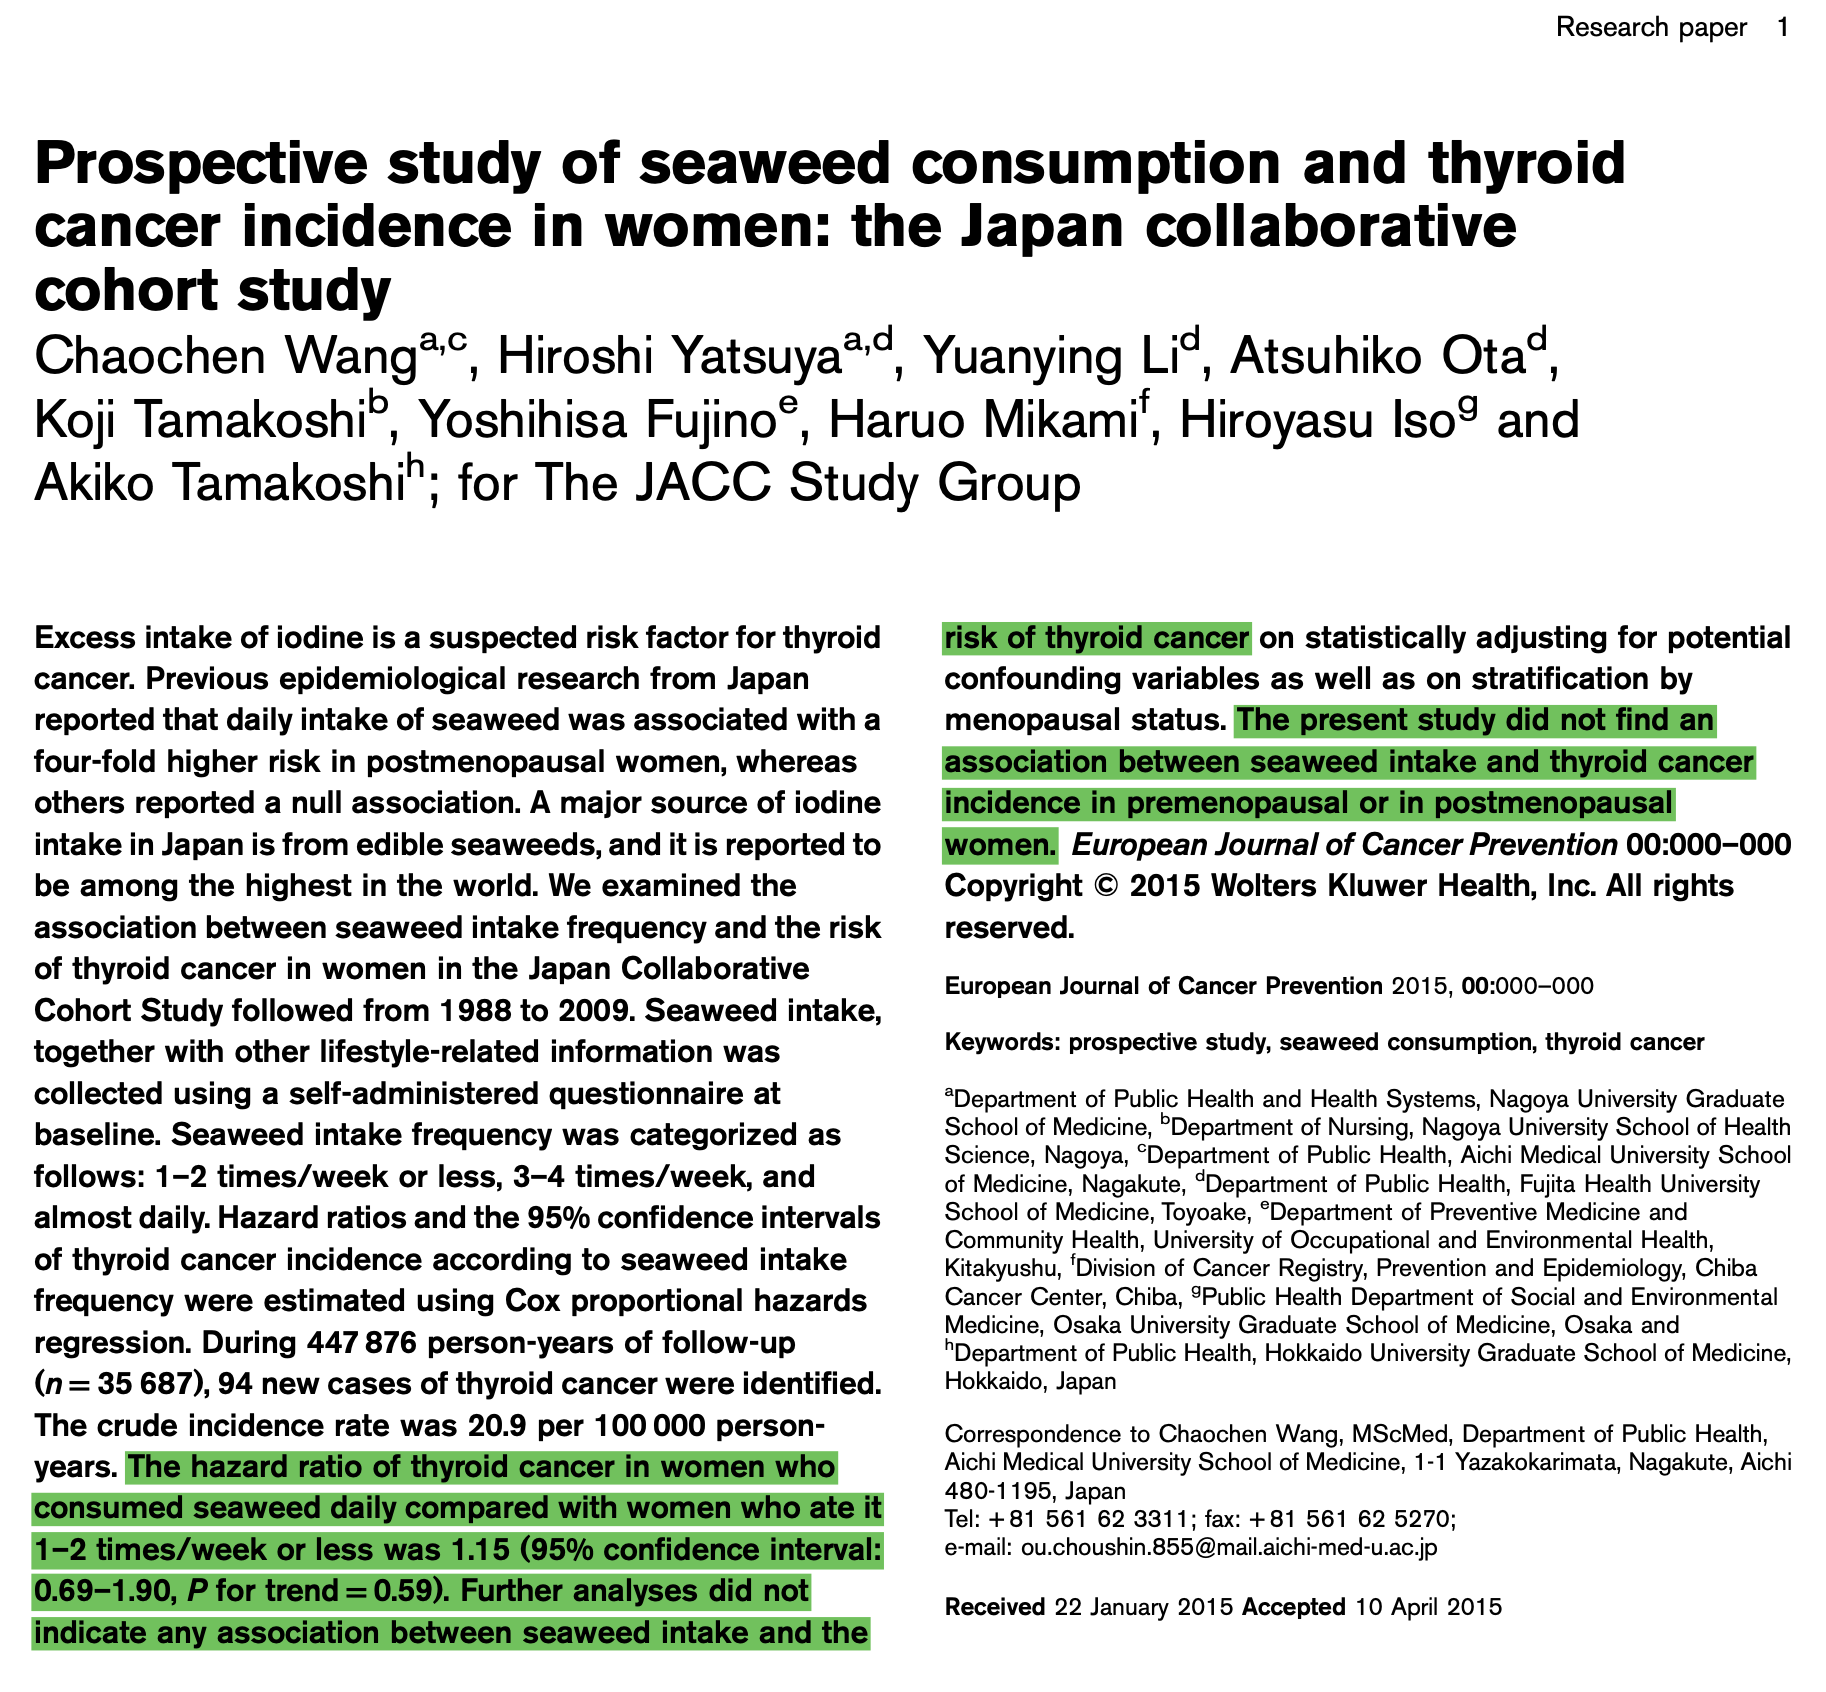 Research paper 1
Prospective study of seaweed consumption and thyroid
cancer incidence in women: the Japan collaborative
cohort study
Chaochen Wang^a,c, Hiroshi Yatsuya^a,d, Yuanying Li^d, Atsuhiko Ota^d,
Koji Tamakoshi^b, Yoshihisa Fujino^e, Haruo Mikami^f, Hiroyasu Iso^g and
Akiko Tamakoshi^h; for The JACC Study Group
Excess intake of iodine is a suspected risk factor for thyroid
cancer. Previous epidemiological research from Japan
reported that daily intake of seaweed was associated with a
four-fold higher risk in postmenopausal women, whereas
others reported a null association. A major source of iodine
intake in Japan is from edible seaweeds, and it is reported to
be among the highest in the world. We examined the
association between seaweed intake frequency and the risk
of thyroid cancer in women in the Japan Collaborative
Cohort Study followed from 1988 to 2009. Seaweed intake,
together with other lifestyle-related information was
collected using a self-administered questionnaire at
baseline. Seaweed intake frequency was categorized as
follows: 1–2 times/week or less, 3–4 times/week, and
almost daily. Hazard ratios and the 95% confidence intervals
of thyroid cancer incidence according to seaweed intake
frequency were estimated using Cox proportional hazards
regression. During 447 876 person-years of follow-up
(n = 35 687), 94 new cases of thyroid cancer were identified.
The crude incidence rate was 20.9 per 100 000 person-
years. The hazard ratio of thyroid cancer in women who
consumed seaweed daily compared with women who ate it
1–2 times/week or less was 1.15 (95% confidence interval:
0.69–1.90, P for trend = 0.59). Further analyses did not
indicate any association between seaweed intake and the
risk of thyroid cancer on statistically adjusting for potential
confounding variables as well as on stratification by
menopausal status. The present study did not find an
association between seaweed intake and thyroid cancer
incidence in premenopausal or in postmenopausal
women. European Journal of Cancer Prevention 00:000–000
Copyright © 2015 Wolters Kluwer Health, Inc. All rights
reserved.
European Journal of Cancer Prevention 2015, 00:000–000
Keywords: prospective study, seaweed consumption, thyroid cancer
^aDepartment of Public Health and Health Systems, Nagoya University Graduate
School of Medicine, ^bDepartment of Nursing, Nagoya University School of Health
Science, Nagoya, ^cDepartment of Public Health, Aichi Medical University School
of Medicine, Nagakute, ^dDepartment of Public Health, Fujita Health University
School of Medicine, Toyoake, ^eDepartment of Preventive Medicine and
Community Health, University of Occupational and Environmental Health,
Kitakyushu, ^fDivision of Cancer Registry, Prevention and Epidemiology, Chiba
Cancer Center, Chiba, ^gPublic Health Department of Social and Environmental
Medicine, Osaka University Graduate School of Medicine, Osaka and
^hDepartment of Public Health, Hokkaido University Graduate School of Medicine,
Hokkaido, Japan
Correspondence to Chaochen Wang, MScMed, Department of Public Health,
Aichi Medical University School of Medicine, 1-1 Yazakokarimata, Nagakute, Aichi
480-1195, Japan
Tel: +81 561 62 3311; fax: +81 561 62 5270;
e-mail: ou.choushin.855@mail.aichi-med-u.ac.jp
Received 22 January 2015 Accepted 10 April 2015